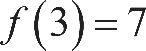 f(3) = 7